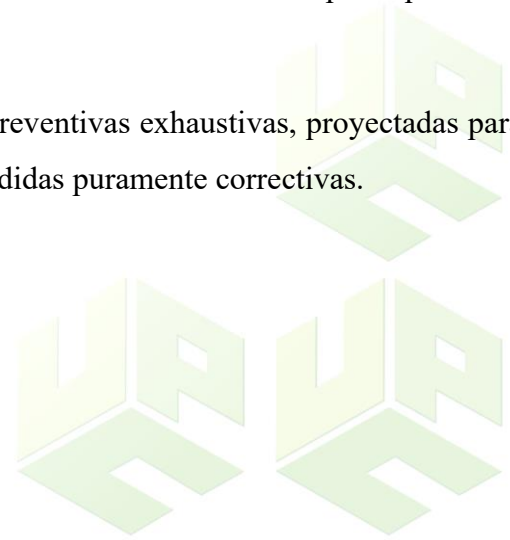 reventivas exhaustivas, proyectadas par
didas puramente correctivas.